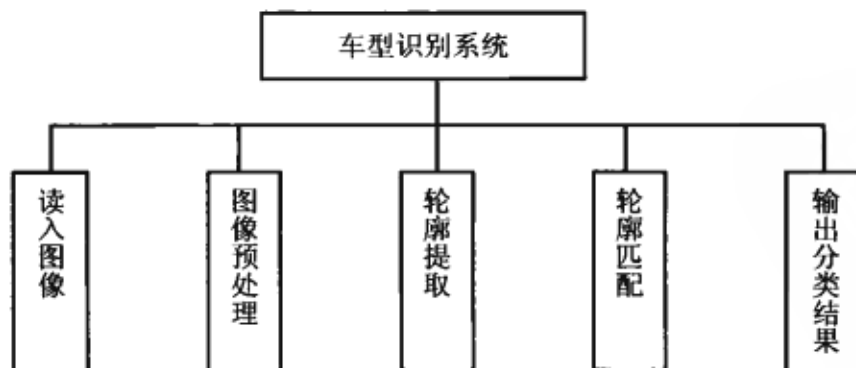 车型识别系统
读入图像
图像预处理
轮廓提取
轮廓匹配
输出分类结果